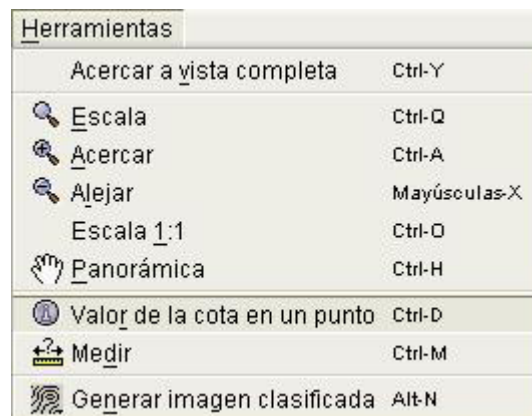 Herramientas
Acercar a vista completa Ctrl-Y
Escala Ctrl-Q
Acercar Ctrl-A
Alejar Mayúsculas-X
Escala 1:1 Ctrl-O
Panorámica Ctrl-H
Valor de la cota en un punto Ctrl-D
Medir Ctrl-M
Generar imagen clasificada Alt-N